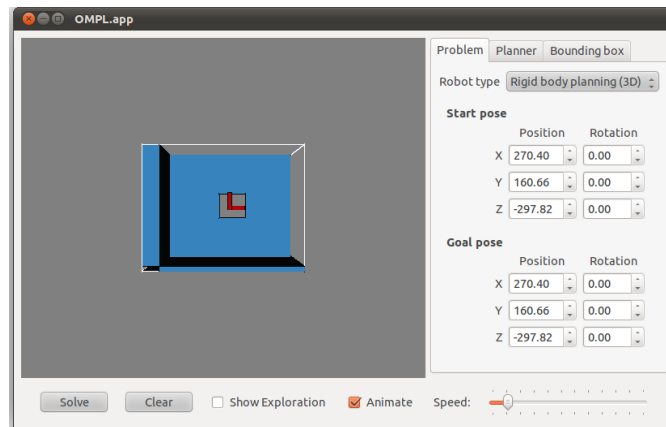 OMPL.app
Problem Planner Bounding box
Robot type Rigid body planning (3D)
Start pose
Position Rotation
X 270.40 0.00
Y 160.66 0.00
Z -297.82 0.00
Goal pose
Position Rotation
X 270.40 0.00
Y 160.66 0.00
Z -297.82 0.00
Solve Clear Show Exploration Animate Speed: